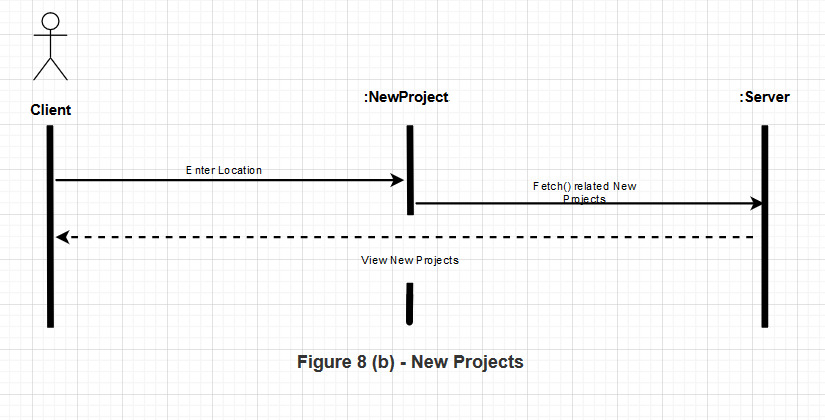 :NewProject
:Server
Client
Enter Location
Fetch() related New
Projects
View New Projects
Figure 8 (b) - New Projects